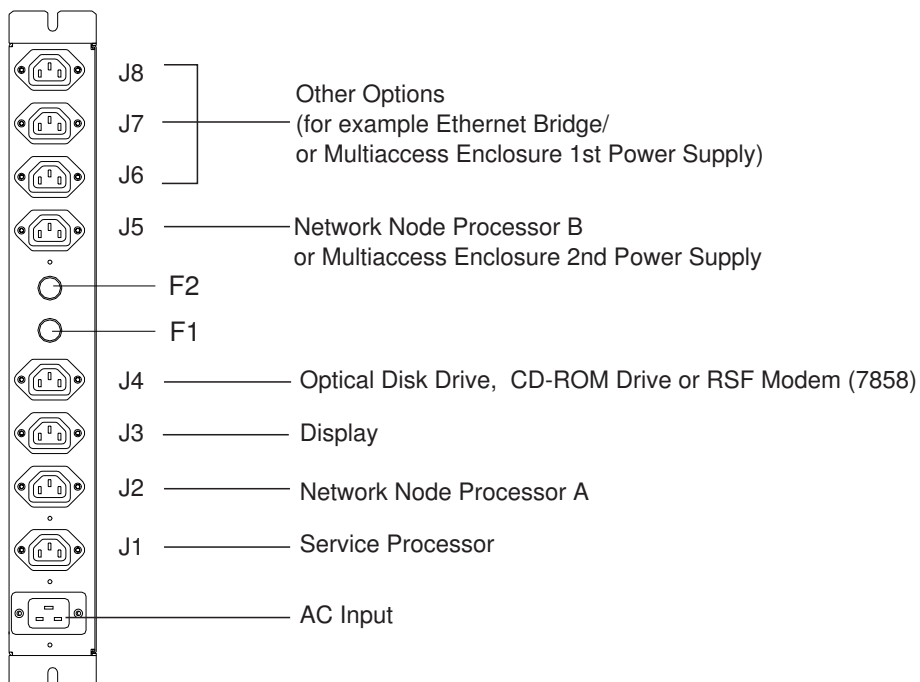 J8
Other Options
J7
(for example Ethernet Bridge/
or Multiaccess Enclosure 1st Power Supply)
J6
J5
Network Node Processor B
or Multiaccess Enclosure 2nd Power Supply
F2
F1
J4
Optical Disk Drive, CD-ROM Drive or RSF Modem (7858)
J3
Display
J2
Network Node Processor A
J1
Service Processor
AC Input